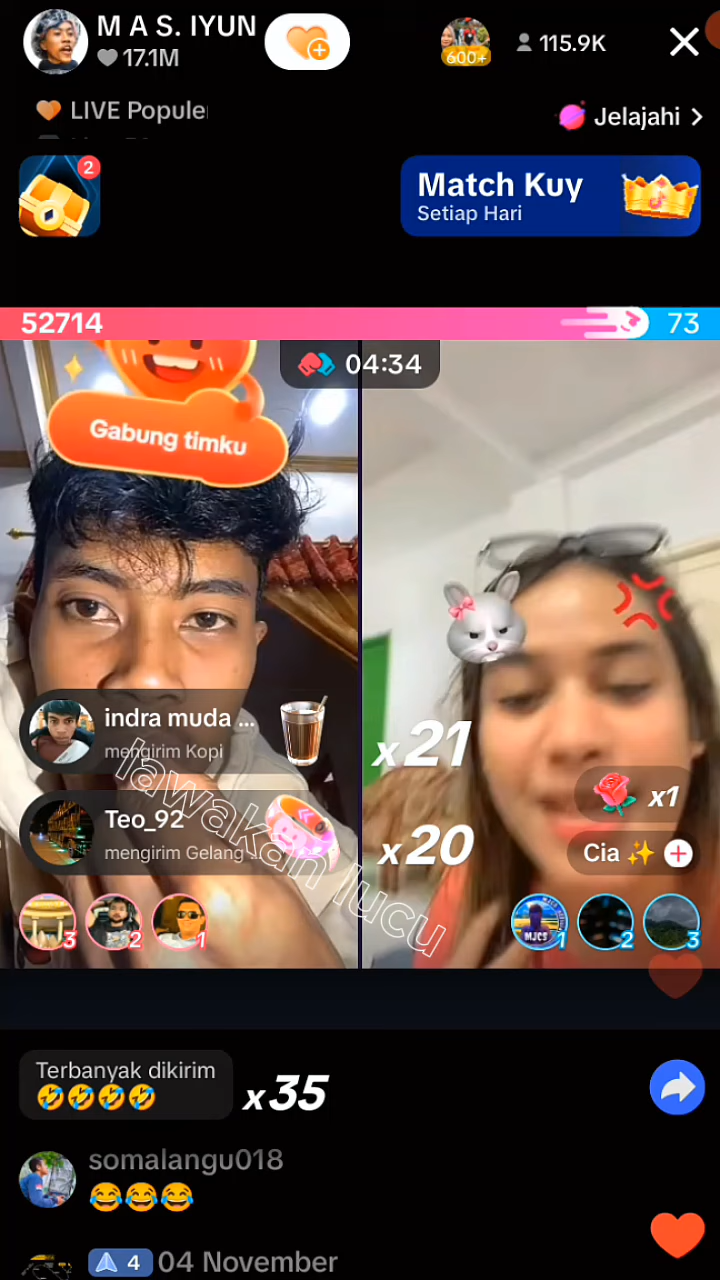 M A S. IYUN
17.1M
600+
115.9K
LIVE Populer
Jelajahi
2
Match Kuy
Setiap Hari
52714
73
04:34
Gabung timku
indra muda ...
mengirim Kopi
x21
x1
Teo_92
mengirim Gelang ...
x20
Cia
lawakan lucu
3
2
1
MJCS
1
2
3
Terbanyak dikirim
x35
somalangu018
4
04 November